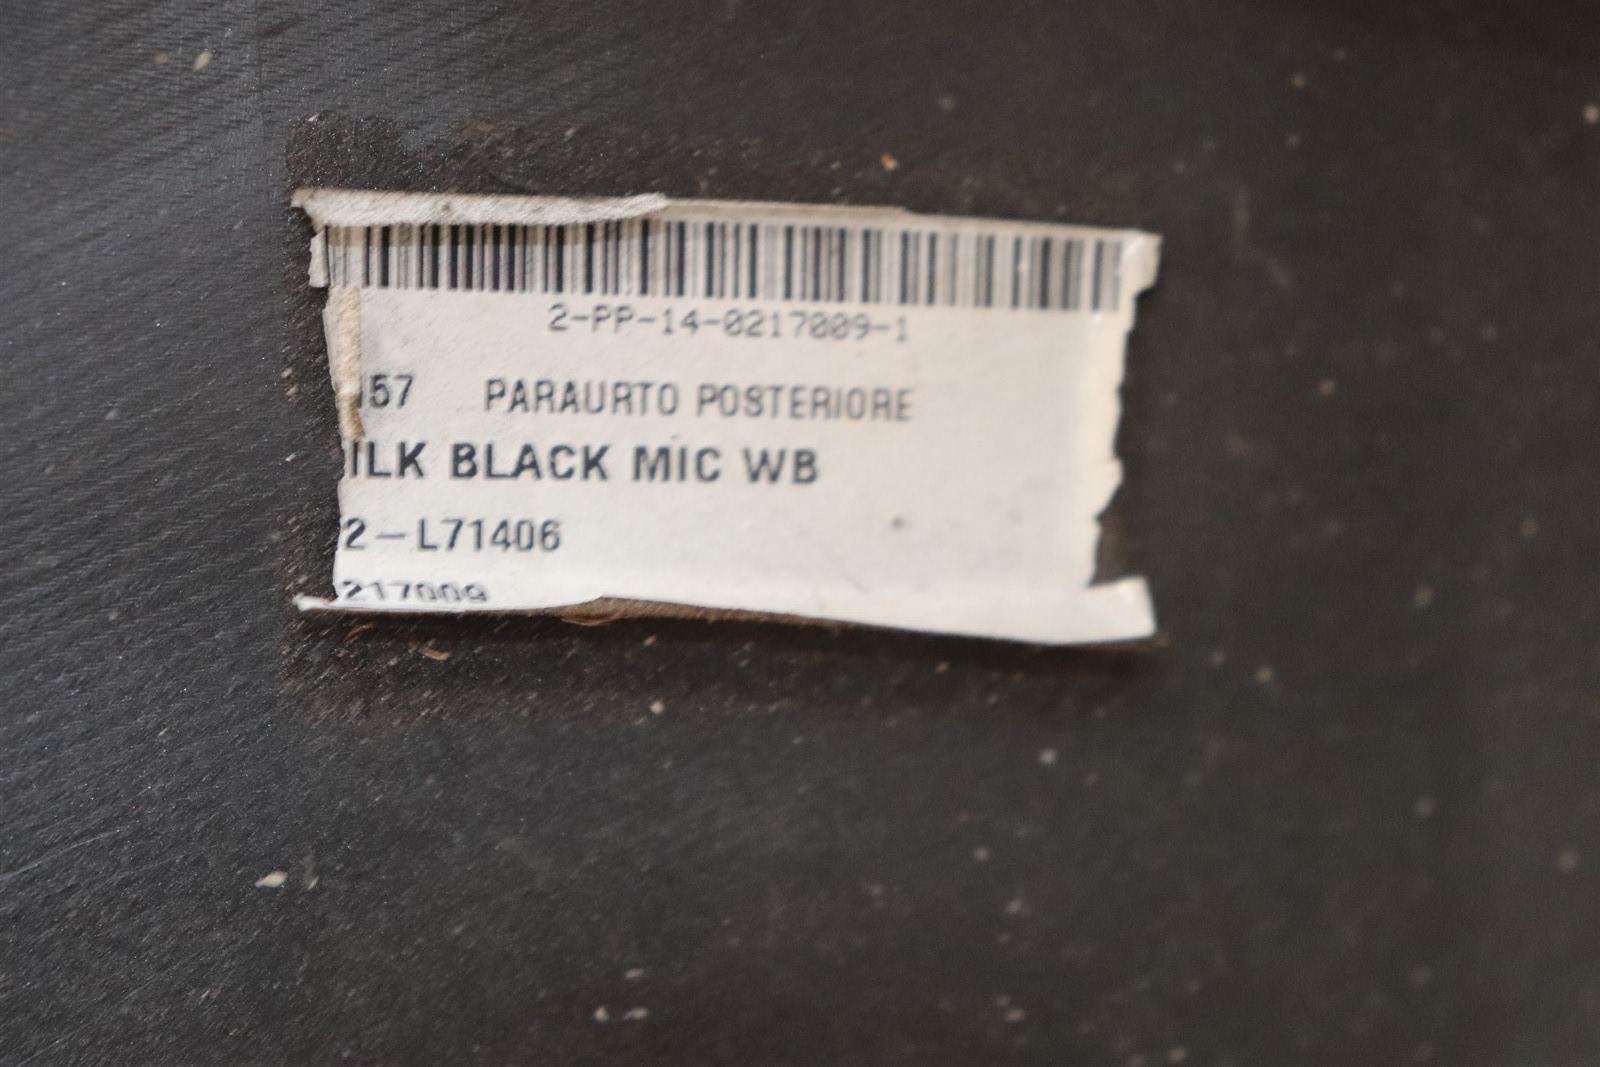 2-PP-14-0217009-1
157 PARAURTO POSTERIORE
ILK BLACK MIC WB
2-L71406
217009